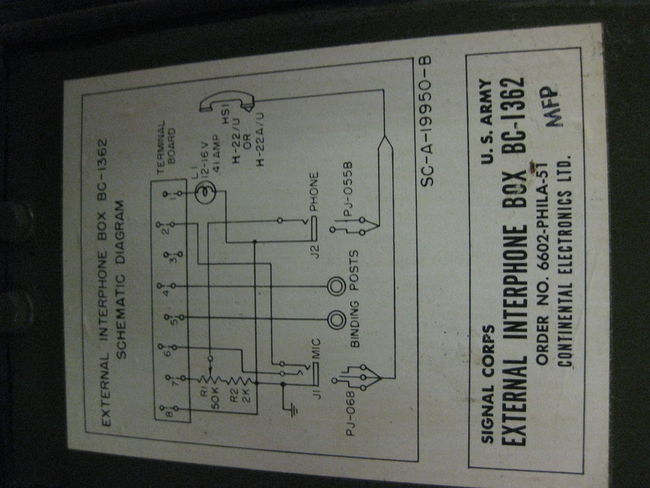 EXTERNAL INTERPHONE BOX BC-1362
SCHEMATIC DIAGRAM
TERMINAL
BOARD
8 7 6 5 4 3 2 1
L1
12-16V
.41 AMP
HS1
H-22/U
OR
H-22A/U
R1
50K
R2
2K
J1
MIC
J2
PHONE
BINDING POSTS
PJ-068
PJ-055B
SC-A-19950-B
SIGNAL CORPS U.S. ARMY
EXTERNAL INTERPHONE BOX BC-1362
ORDER NO. 6602-PHILA-51
CONTINENTAL ELECTRONICS LTD.
MFP